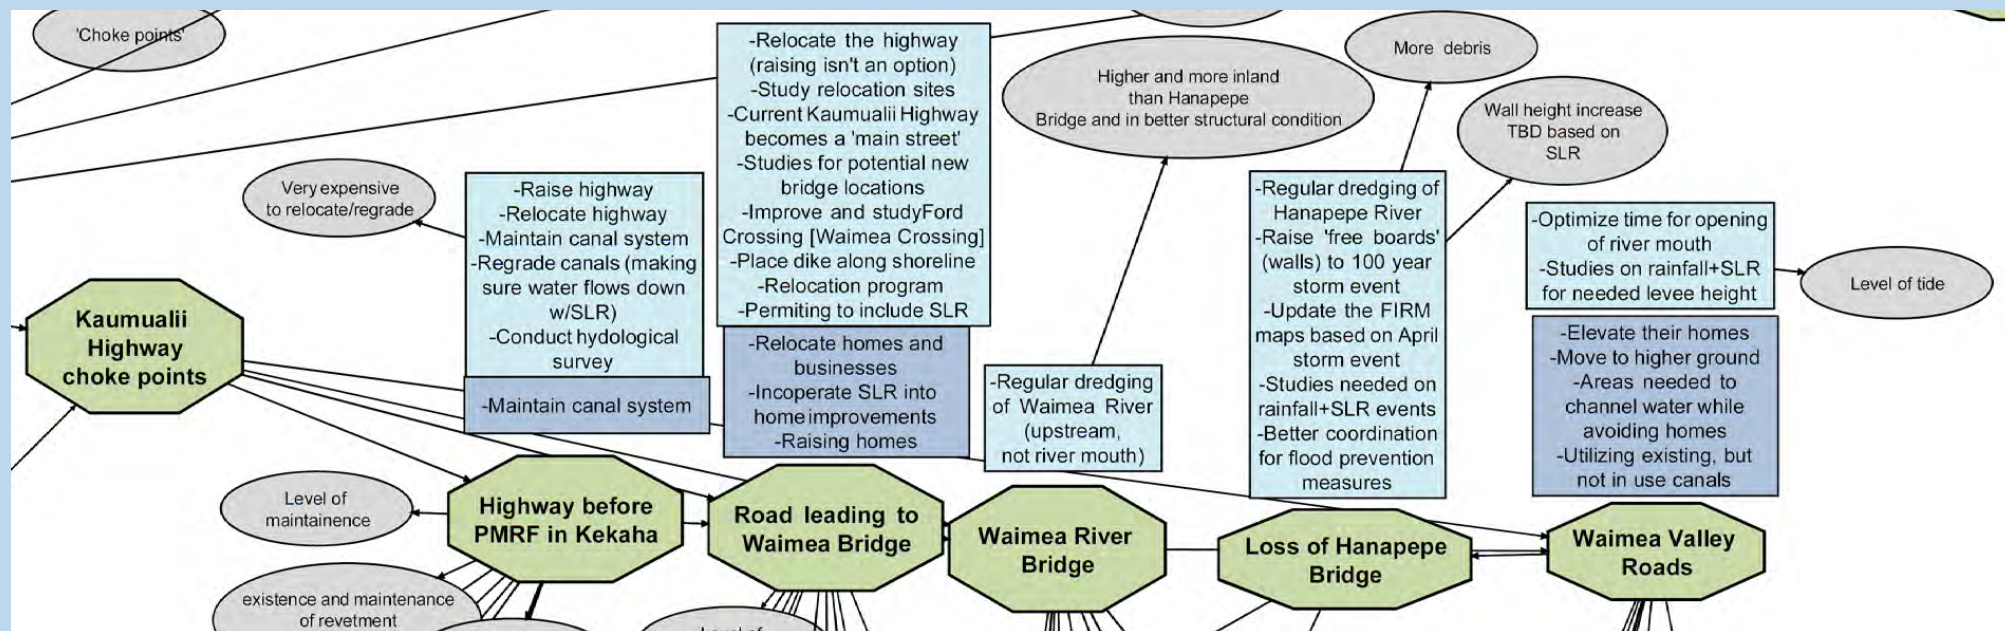 'Choke points'
-Relocate the highway
(raising isn't an option)
-Study relocation sites
-Current Kaumualii Highway
becomes a 'main street'
-Studies for potential new
bridge locations
-Improve and studyFord
Crossing [Waimea Crossing]
-Place dike along shoreline
-Relocation program
-Permiting to include SLR
-Relocate homes and
businesses
-Incoperate SLR into
home improvements
-Raising homes
Higher and more inland
than Hanapepe
Bridge and in better structural condition
More debris
Wall height increase
TBD based on
SLR
Very expensive
to relocate/regrade
-Raise highway
-Relocate highway
-Maintain canal system
-Regrade canals (making
sure water flows down
w/SLR)
-Conduct hydological
survey
-Maintain canal system
-Regular dredging of
Hanapepe River
-Raise 'free boards'
(walls) to 100 year
storm event
-Update the FIRM
maps based on April
storm event
-Studies needed on
rainfall+SLR events
-Better coordination
for flood prevention
measures
-Optimize time for opening
of river mouth
-Studies on rainfall+SLR
for needed levee height
Level of tide
-Elevate their homes
-Move to higher ground
-Areas needed to
channel water while
avoiding homes
-Utilizing existing, but
not in use canals
Kaumualii
Highway
choke points
-Regular dredging
of Waimea River
(upstream,
not river mouth)
Level of
maintainence
Highway before
PMRF in Kekaha
Road leading to
Waimea Bridge
Waimea River
Bridge
Loss of Hanapepe
Bridge
Waimea Valley
Roads
existence and maintenance
of revetment
Level of